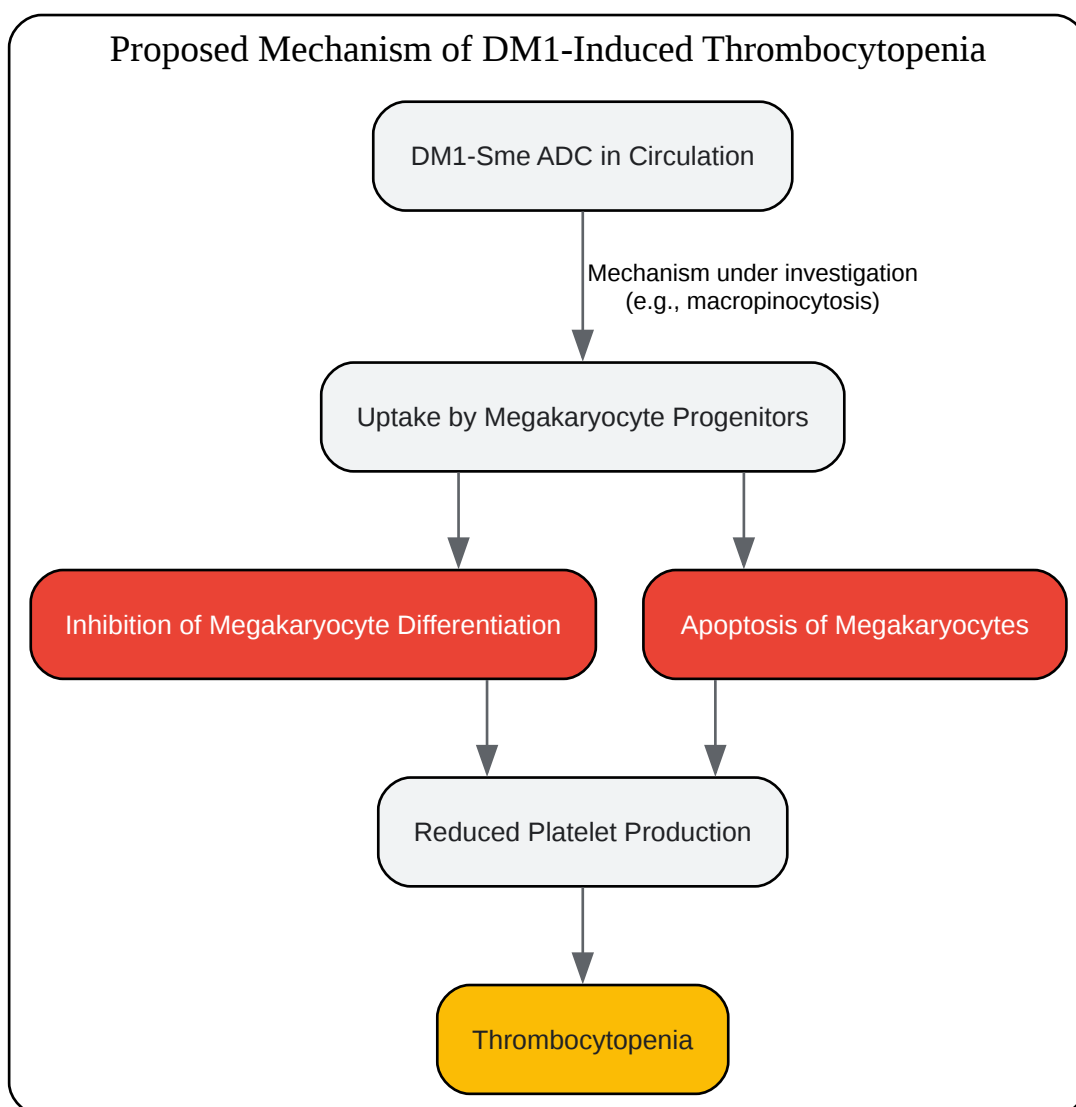 Proposed Mechanism of DM1-Induced Thrombocytopenia
DM1-Sme ADC in Circulation
Mechanism under investigation
(e.g., macropinocytosis)
Uptake by Megakaryocyte Progenitors
Inhibition of Megakaryocyte Differentiation
Apoptosis of Megakaryocytes
Reduced Platelet Production
Thrombocytopenia